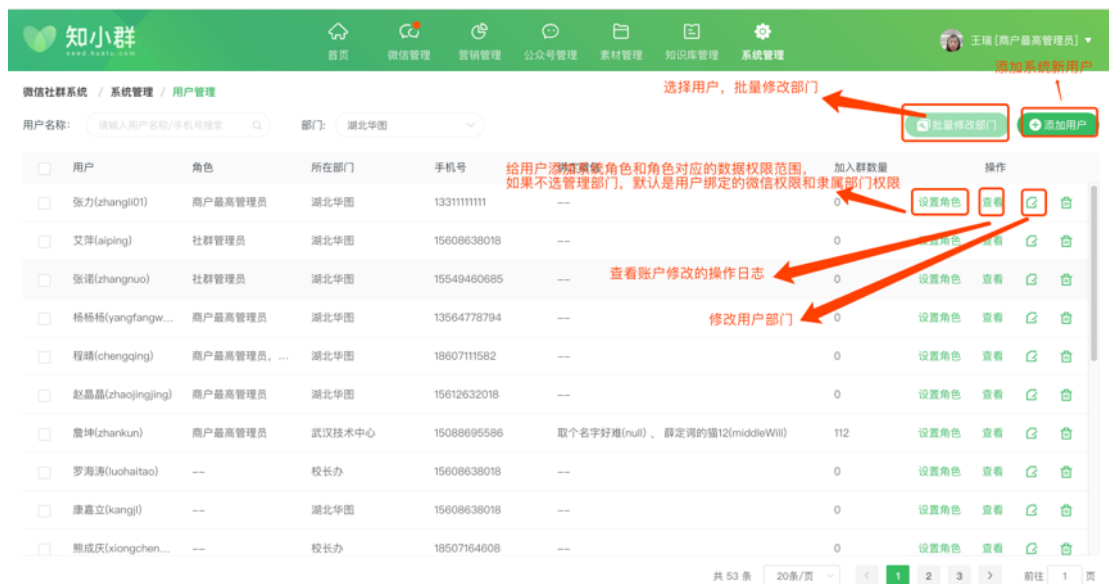 知小群
seed.huatu.com
首页
微信管理
营销管理
公众号管理
素材管理
知识库管理
系统管理
王瑞 [商户最高管理员]
添加系统新用户
微信社群系统 / 系统管理 / 用户管理
选择用户，批量修改部门
用户名称：
请输入用户名称/手机号搜索
部门：
湖北华图
批量修改部门
添加用户
用户 角色 所在部门 手机号 加入群数量 操作
给用户添加系统角色和角色对应的数据权限范围，
如果不选管理部门，默认是用户绑定的微信权限和隶属部门权限
张力(zhangli01) 商户最高管理员 湖北华图 13311111111 -- 0 设置角色 查看
艾萍(aiping) 社群管理员 湖北华图 15608638018 -- 0 设置角色 查看
查看账户修改的操作日志
张诺(zhangnuo) 社群管理员 湖北华图 15549460685 -- 0 设置角色 查看
修改用户部门
杨杨杨(yangfangw... 商户最高管理员 湖北华图 13564778794 -- 0 设置角色 查看
程晴(chengqing) 商户最高管理员, ... 湖北华图 18607111582 -- 0 设置角色 查看
赵晶晶(zhaojingjing) 商户最高管理员 湖北华图 15612632018 -- 0 设置角色 查看
詹坤(zhankun) 商户最高管理员 武汉技术中心 15088695586 取个名字好难(null) 、 薛定谔的猫12(middleWill) 112 设置角色 查看
罗海涛(luohaitao) -- 校长办 15608638018 -- 0 设置角色 查看
康嘉立(kangjl) -- 湖北华图 15608638018 -- 0 设置角色 查看
熊成庆(xiongchen... -- 校长办 18507164608 -- 0 设置角色 查看
共 53 条 20条/页 1 2 3 前往 1 页